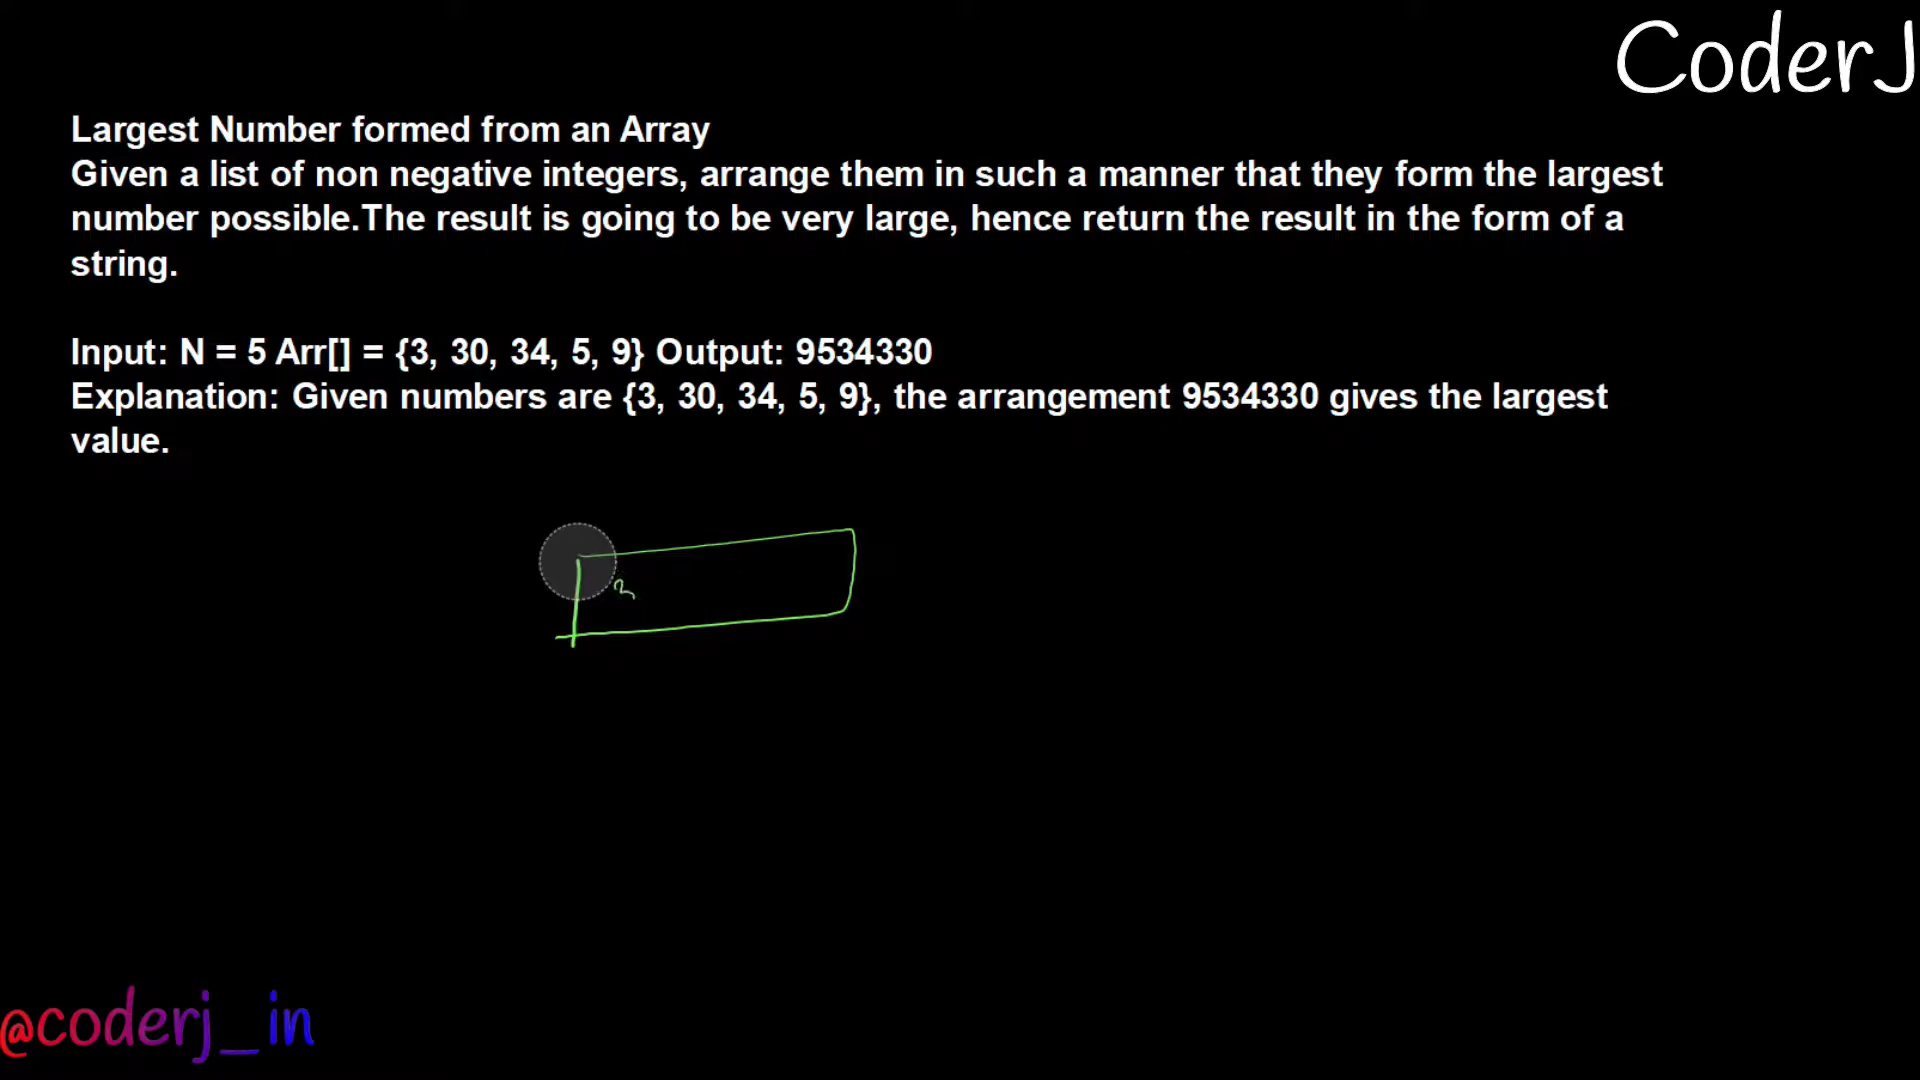 CoderJ
Largest Number formed from an Array
Given a list of non negative integers, arrange them in such a manner that they form the largest
number possible.The result is going to be very large, hence return the result in the form of a
string.
Input: N = 5 Arr[] = {3, 30, 34, 5, 9} Output: 9534330
Explanation: Given numbers are {3, 30, 34, 5, 9}, the arrangement 9534330 gives the largest
value.
@coderj_in